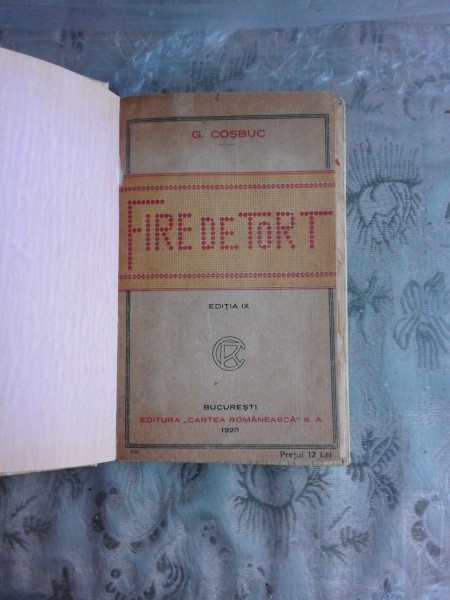 G. COȘBUC
FIRE DE TORT
EDIȚIA IX
CR
BUCUREȘTI
EDITURA „CARTEA ROMÂNEASCĂ" S. A.
Prețul 12 Lei